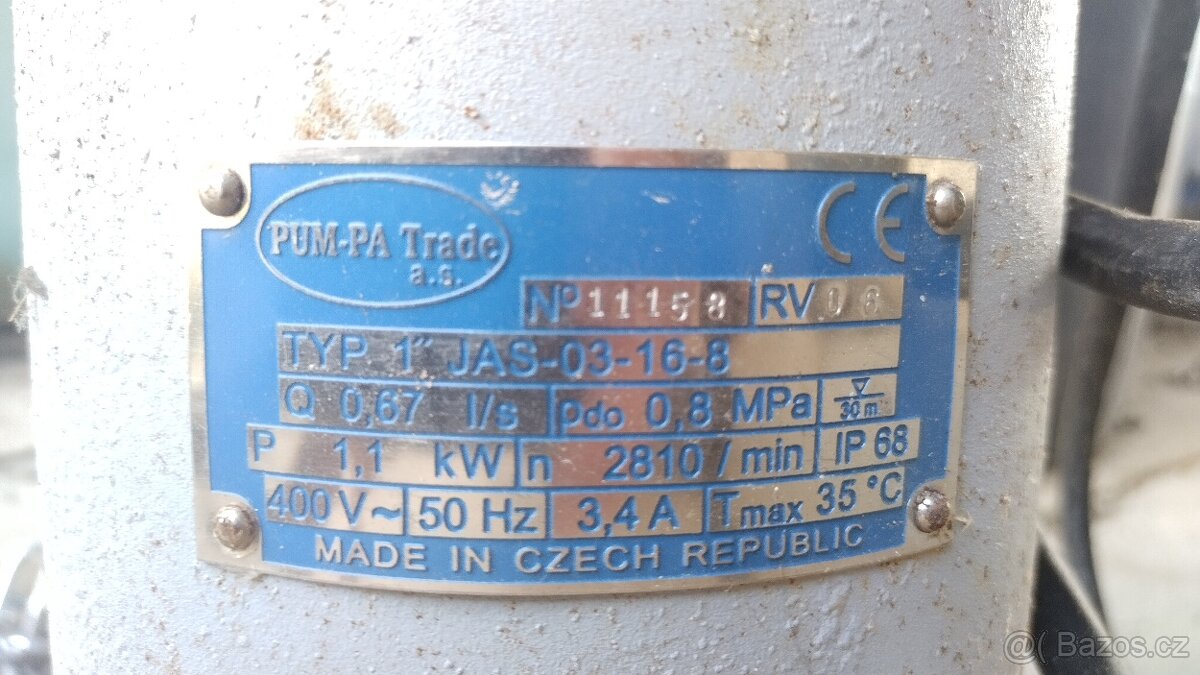 PUM-PA Trade
a.s.
CE
Nº 11158 RV 06
TYP 1" JAS-03-16-8
Q 0,67 l/s pdo 0,8 MPa 30 m
P 1,1 kW n 2810 / min IP 68
400 V~ 50 Hz 3,4 A Tmax 35 °C
MADE IN CZECH REPUBLIC
@( Bazos.cz